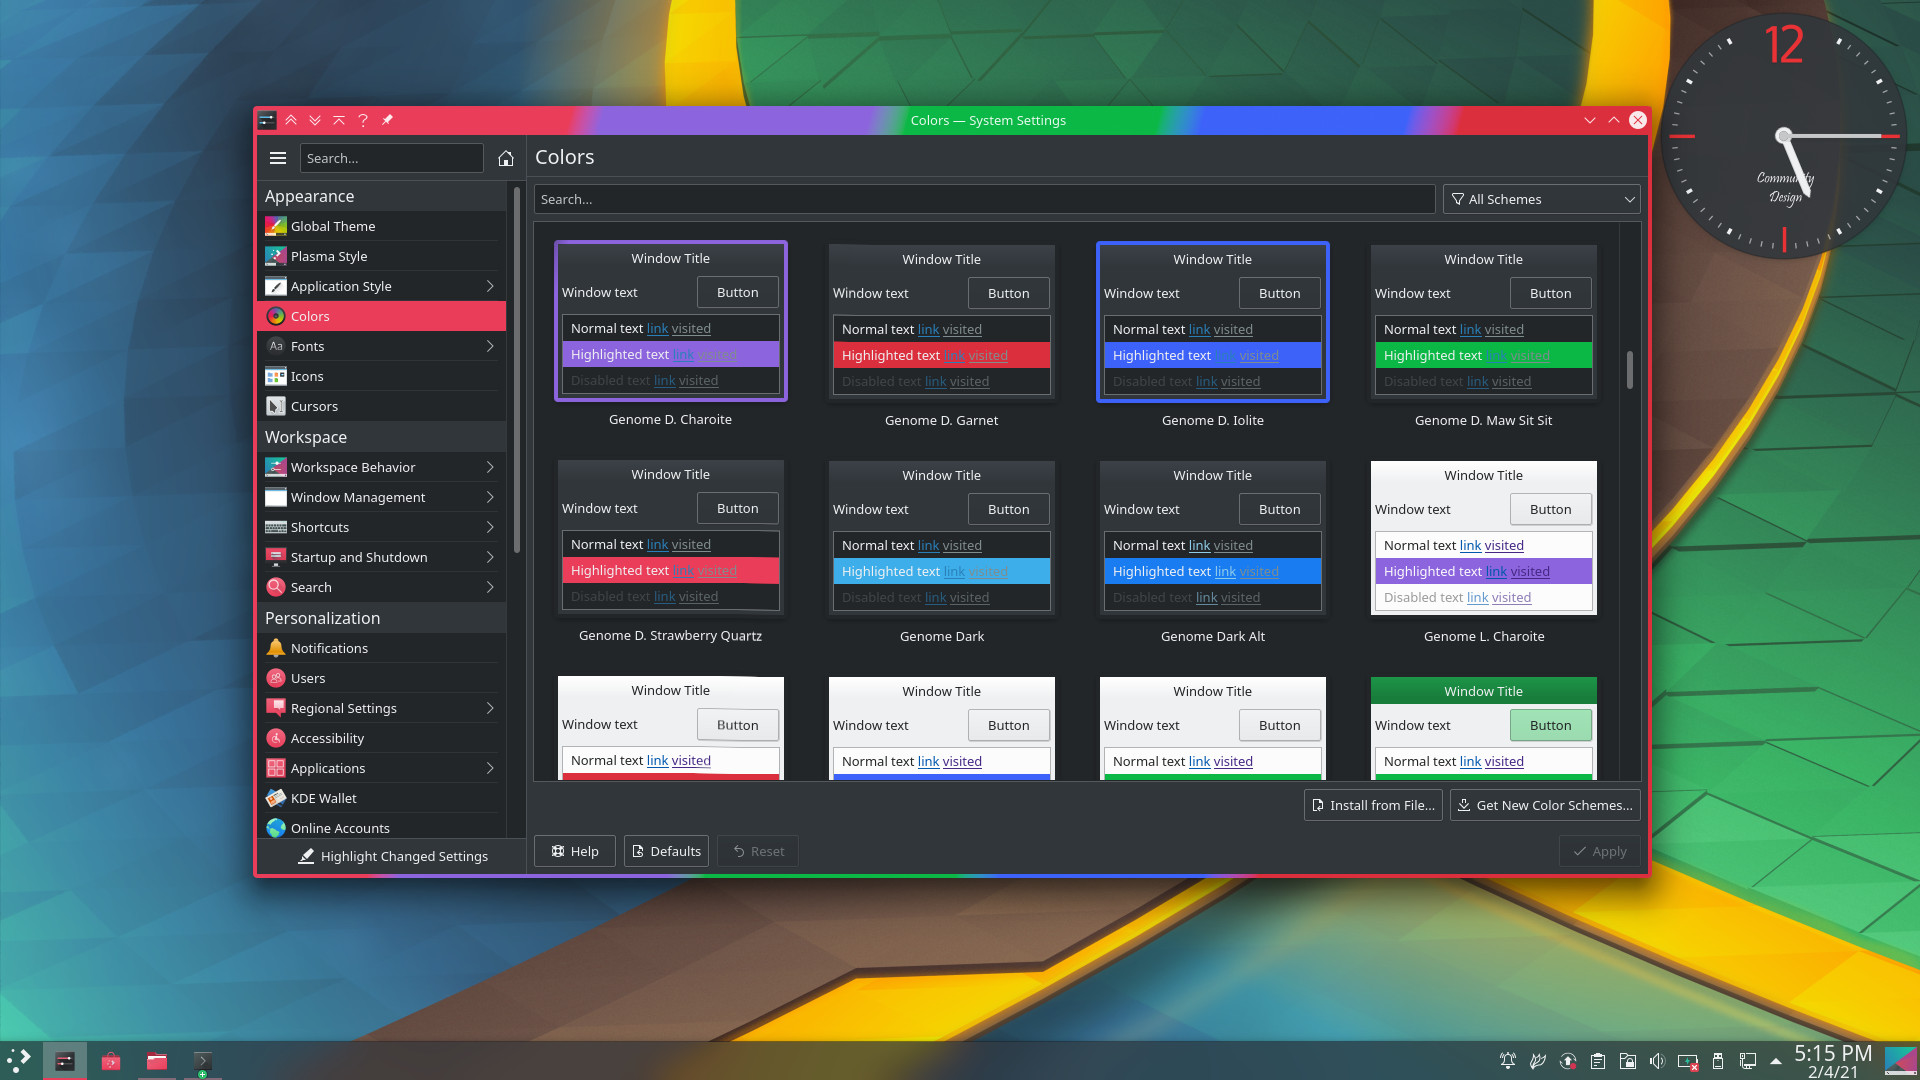 12
Community
Design
Colors — System Settings
Search...
Colors
Appearance
Global Theme
Plasma Style
Application Style
Colors
Fonts
Icons
Cursors
Workspace
Workspace Behavior
Window Management
Shortcuts
Startup and Shutdown
Search
Personalization
Notifications
Users
Regional Settings
Accessibility
Applications
KDE Wallet
Online Accounts
Highlight Changed Settings
Search...
All Schemes
Window Title
Window text
Button
Normal text link visited
Highlighted text link visited
Disabled text link visited
Genome D. Charoite
Window Title
Window text
Button
Normal text link visited
Highlighted text link visited
Disabled text link visited
Genome D. Garnet
Window Title
Window text
Button
Normal text link visited
Highlighted text link visited
Disabled text link visited
Genome D. Iolite
Window Title
Window text
Button
Normal text link visited
Highlighted text link visited
Disabled text link visited
Genome D. Maw Sit Sit
Window Title
Window text
Button
Normal text link visited
Highlighted text link visited
Disabled text link visited
Genome D. Strawberry Quartz
Window Title
Window text
Button
Normal text link visited
Highlighted text link visited
Disabled text link visited
Genome Dark
Window Title
Window text
Button
Normal text link visited
Highlighted text link visited
Disabled text link visited
Genome Dark Alt
Window Title
Window text
Button
Normal text link visited
Highlighted text link visited
Disabled text link visited
Genome L. Charoite
Window Title
Window text
Button
Normal text link visited
Window Title
Window text
Button
Normal text link visited
Window Title
Window text
Button
Normal text link visited
Window Title
Window text
Button
Normal text link visited
Install from File...
Get New Color Schemes...
Help
Defaults
Reset
Apply
5:15 PM
2/4/21